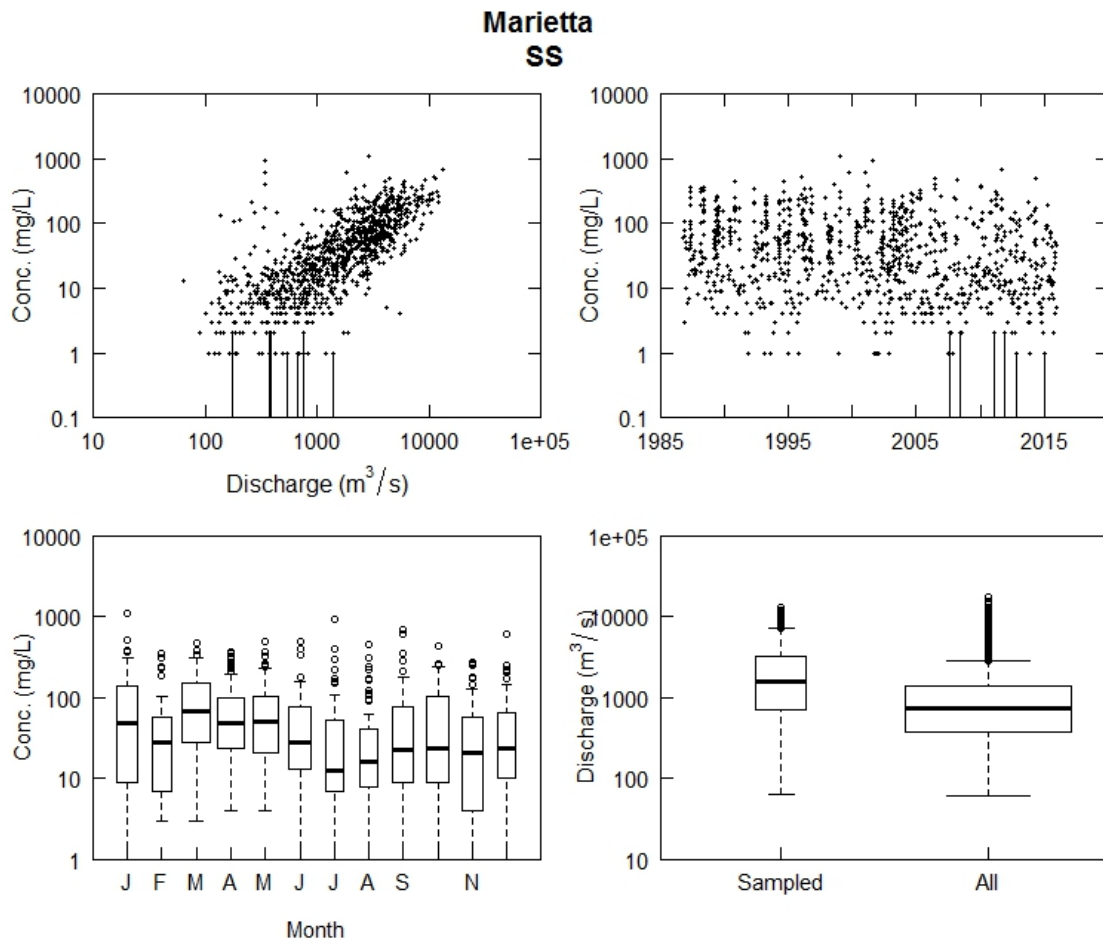 Marietta
SS
10000
1000
100
10
1
0.1
Conc. (mg/L)
10 100 1000 10000 1e+05
Discharge (m³/s)
10000
1000
100
10
1
0.1
Conc. (mg/L)
1985 1995 2005 2015
10000
1000
100
10
1
Conc. (mg/L)
J F M A M J J A S N
Month
1e+05
10000
1000
100
10
Discharge (m³/s)
Sampled All